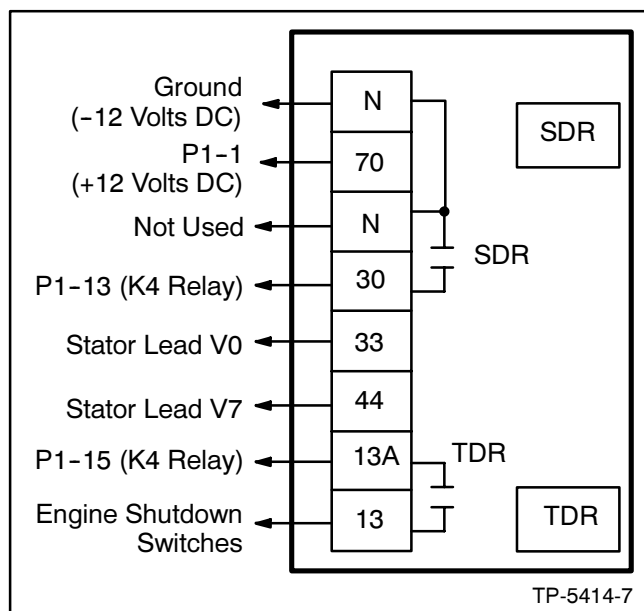 Ground
(–12 Volts DC)
N
SDR
P1–1
(+12 Volts DC)
70
Not Used
N
SDR
P1–13 (K4 Relay)
30
Stator Lead V0
33
Stator Lead V7
44
P1–15 (K4 Relay)
13A
TDR
Engine Shutdown
Switches
13
TDR
TP-5414-7